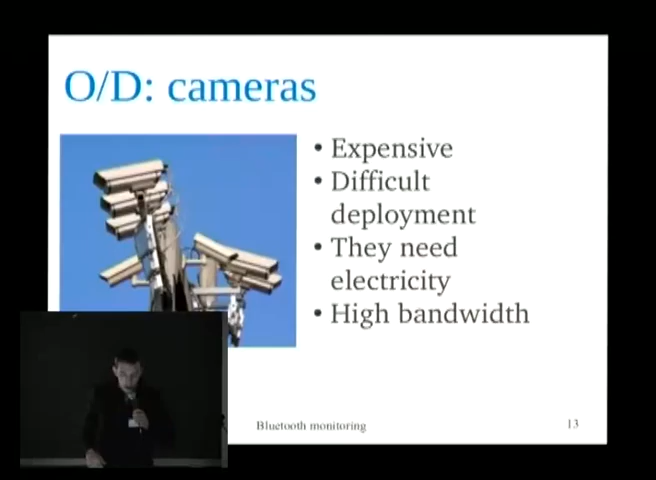 O/D: cameras
• Expensive
• Difficult
deployment
• They need
electricity
• High bandwidth
Bluetooth monitoring
13